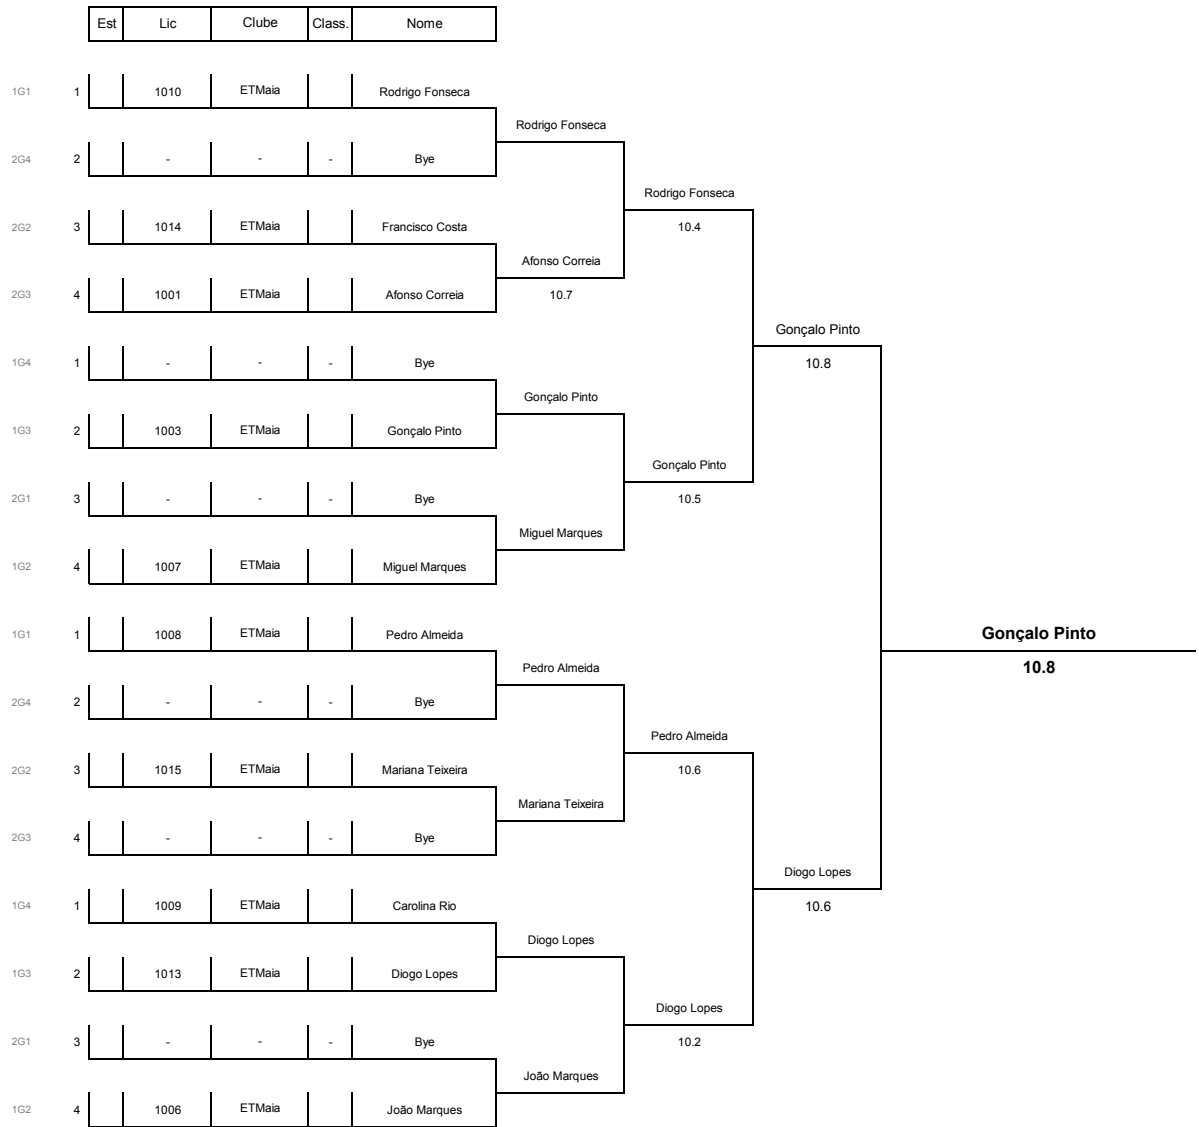 Est Lic Clube Class. Nome
1G1 1 1010 ETMaia Rodrigo Fonseca
Rodrigo Fonseca
2G4 2 - - - Bye
Rodrigo Fonseca
2G2 3 1014 ETMaia Francisco Costa
10.4
Afonso Correia
2G3 4 1001 ETMaia Afonso Correia
10.7
Gonçalo Pinto
1G4 1 - - - Bye
10.8
Gonçalo Pinto
1G3 2 1003 ETMaia Gonçalo Pinto
Gonçalo Pinto
2G1 3 - - - Bye
10.5
Miguel Marques
1G2 4 1007 ETMaia Miguel Marques
1G1 1 1008 ETMaia Pedro Almeida
Gonçalo Pinto
Pedro Almeida
10.8
2G4 2 - - - Bye
Pedro Almeida
2G2 3 1015 ETMaia Mariana Teixeira
10.6
Mariana Teixeira
2G3 4 - - - Bye
Diogo Lopes
1G4 1 1009 ETMaia Carolina Rio
10.6
Diogo Lopes
1G3 2 1013 ETMaia Diogo Lopes
Diogo Lopes
2G1 3 - - - Bye
10.2
João Marques
1G2 4 1006 ETMaia João Marques